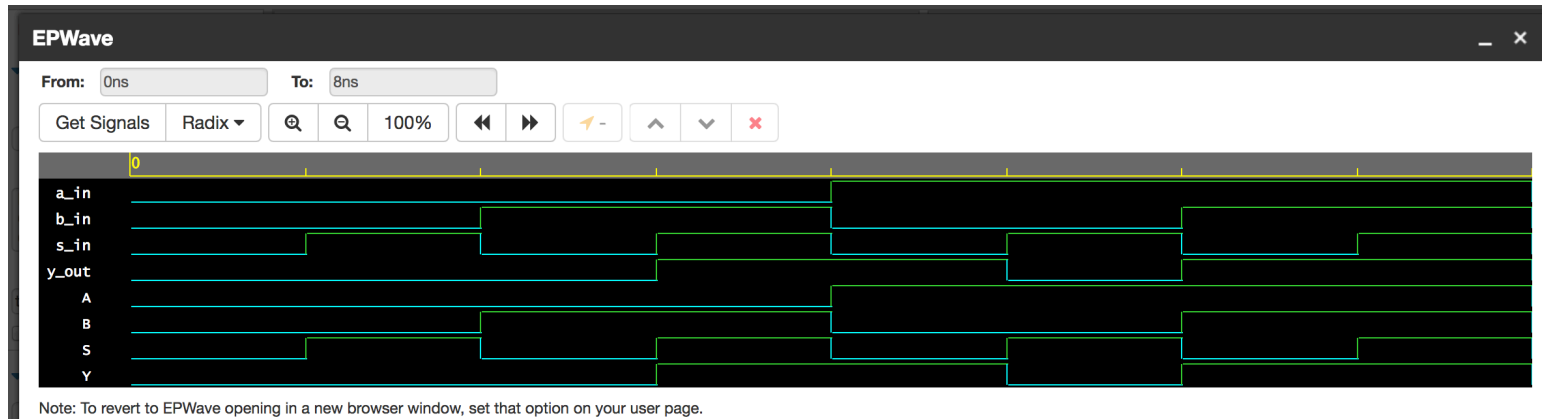 EPWave
From: 0ns To: 8ns
Get Signals Radix 100% -
0
a_in
b_in
s_in
y_out
A
B
S
Y
Note: To revert to EPWave opening in a new browser window, set that option on your user page.